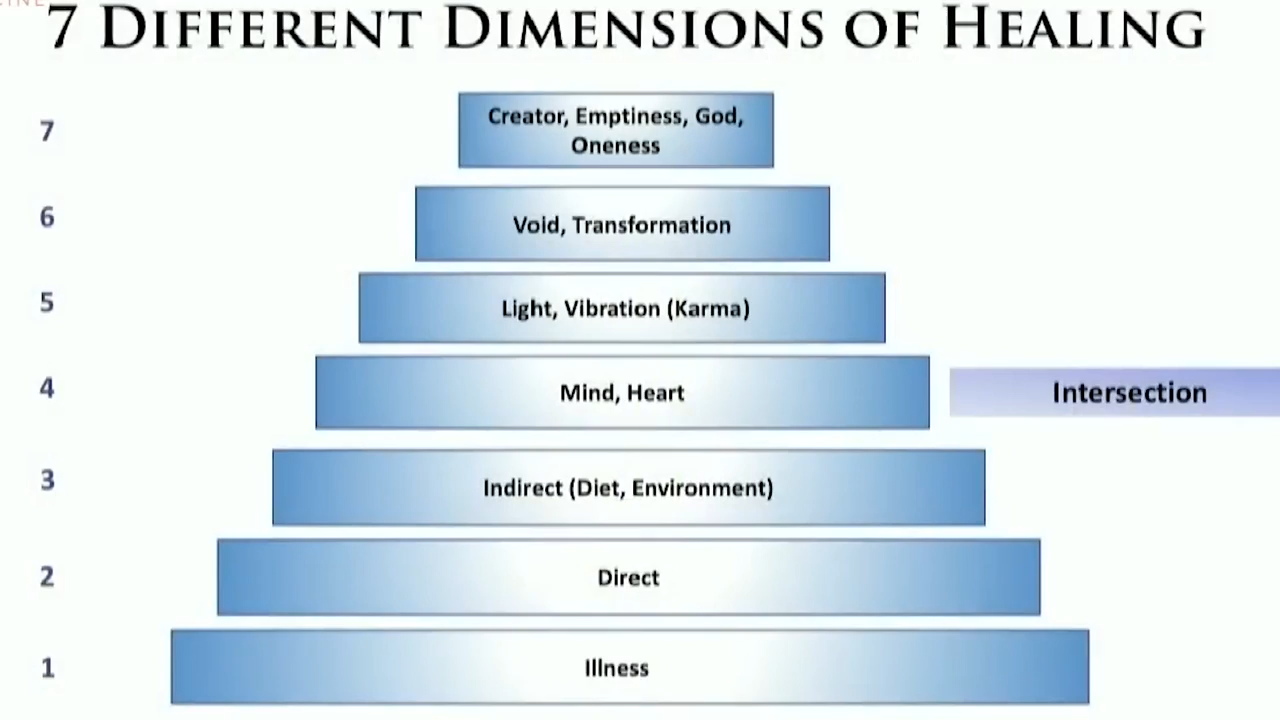 7 DIFFERENT DIMENSIONS OF HEALING
7
Creator, Emptiness, God,
Oneness
6
Void, Transformation
5
Light, Vibration (Karma)
4
Mind, Heart
Intersection
3
Indirect (Diet, Environment)
2
Direct
1
Illness